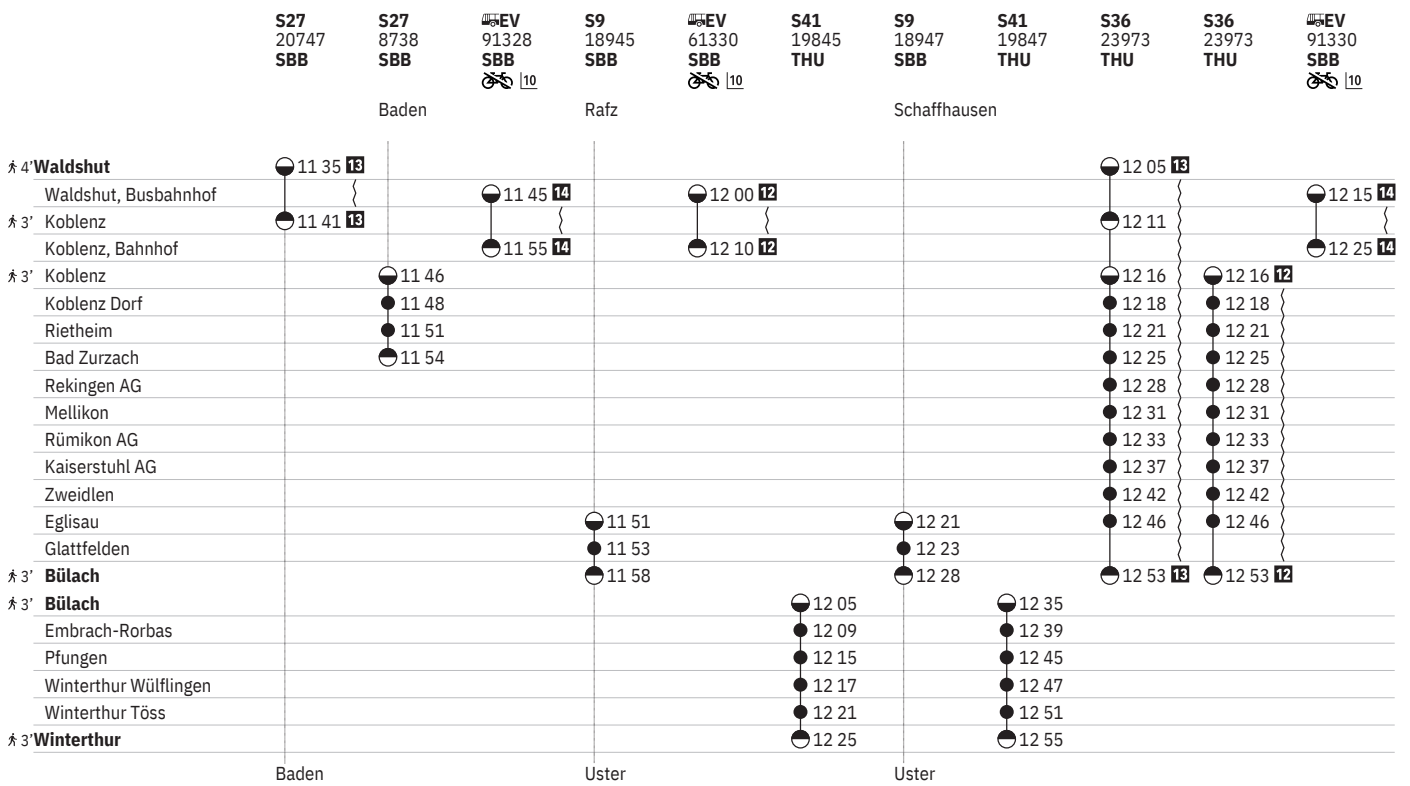 S27 S27 EV S9 EV S41 S9 S41 S36 S36 EV
20747 8738 91328 18945 61330 19845 18947 19847 23973 23973 91330
SBB SBB SBB SBB SBB THU SBB THU THU THU SBB
10 10 10
Baden Rafz Schaffhausen
4’ Waldshut 11 35 13 12 05 13
Waldshut, Busbahnhof 11 45 14 12 00 12 12 15 14
3’ Koblenz 11 41 13 12 11
Koblenz, Bahnhof 11 55 14 12 10 12 12 25 14
3’ Koblenz 11 46 12 16 12 16 12
Koblenz Dorf 11 48 12 18 12 18
Rietheim 11 51 12 21 12 21
Bad Zurzach 11 54 12 25 12 25
Rekingen AG 12 28 12 28
Mellikon 12 31 12 31
Rümikon AG 12 33 12 33
Kaiserstuhl AG 12 37 12 37
Zweidlen 12 42 12 42
Eglisau 11 51 12 21 12 46 12 46
Glattfelden 11 53 12 23
3’ Bülach 11 58 12 28 12 53 13 12 53 12
3’ Bülach 12 05 12 35
Embrach-Rorbas 12 09 12 39
Pfungen 12 15 12 45
Winterthur Wülflingen 12 17 12 47
Winterthur Töss 12 21 12 51
3’ Winterthur 12 25 12 55
Baden Uster Uster